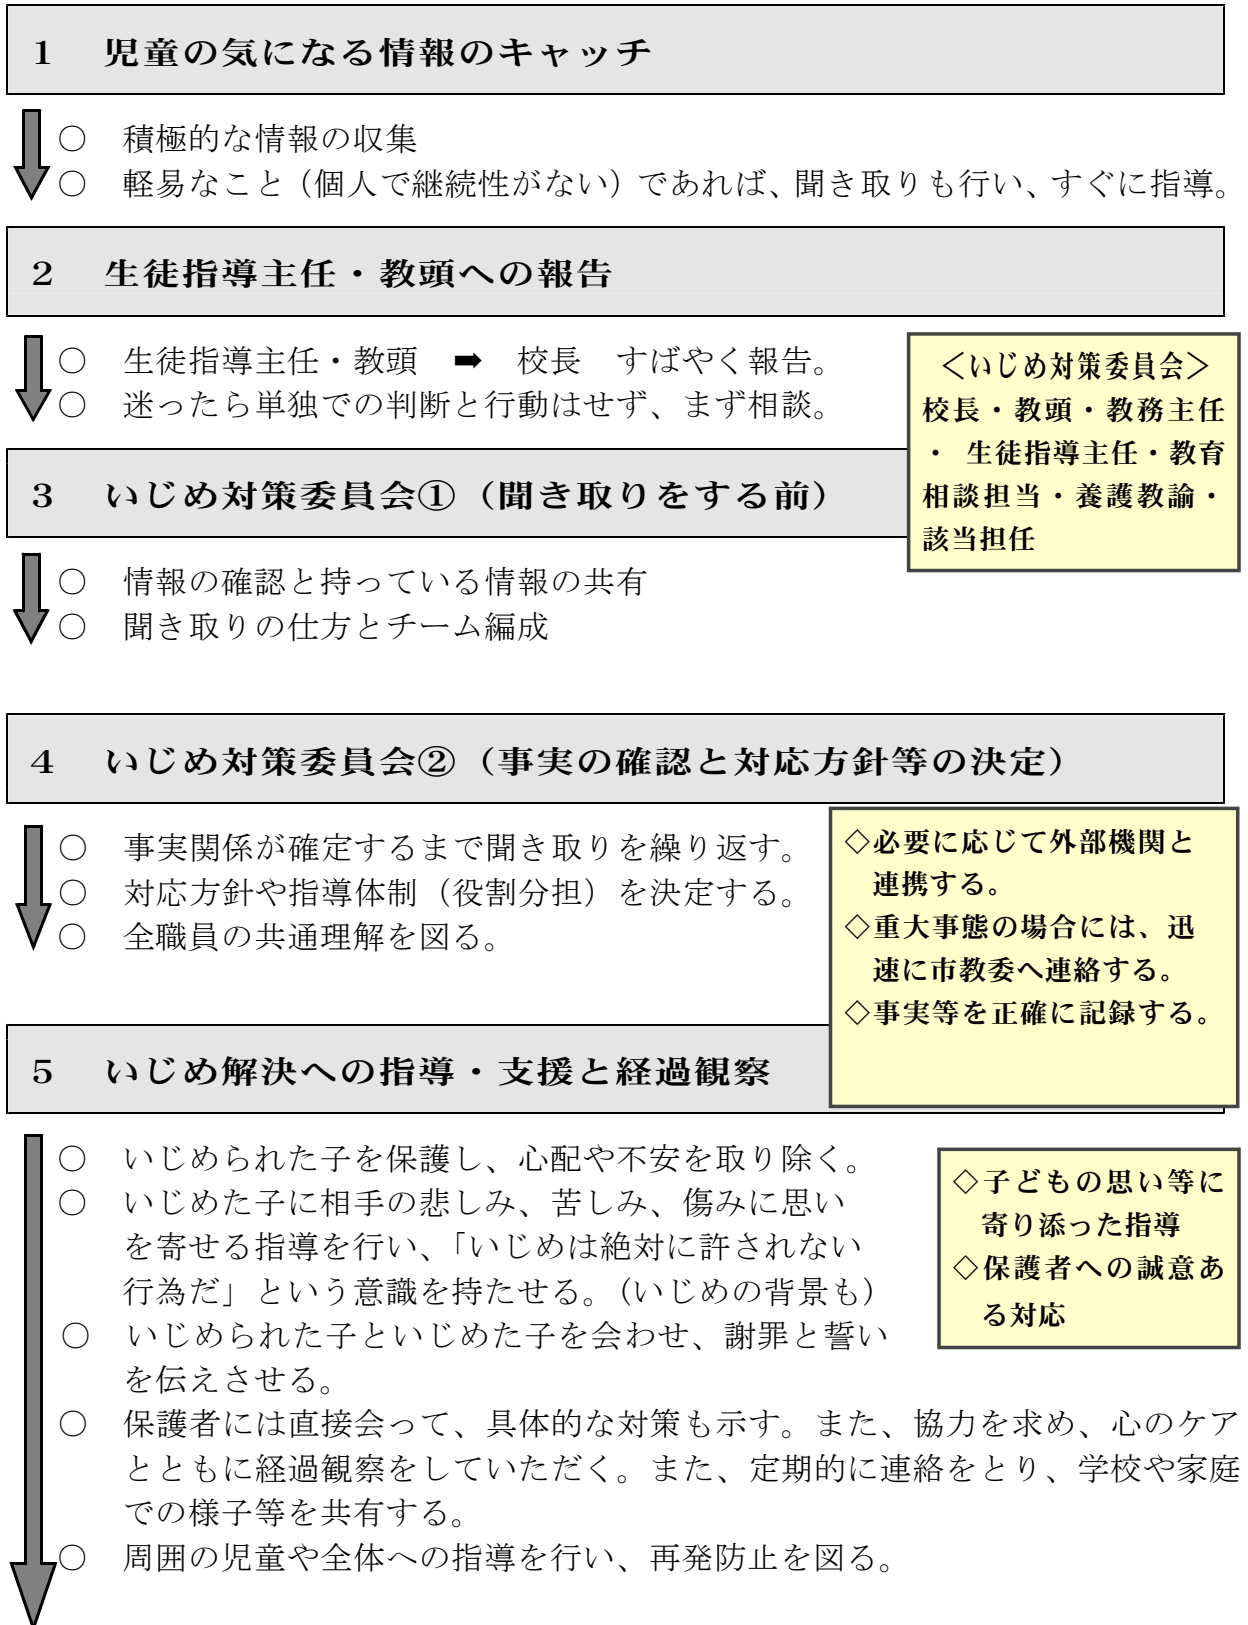 １　児童の気になる情報のキャッチ
○　積極的な情報の収集
○　軽易なこと（個人で継続性がない）であれば、聞き取りも行い、すぐに指導。
２　生徒指導主任・教頭への報告
○　生徒指導主任・教頭　➡　校長　すばやく報告。
○　迷ったら単独での判断と行動はせず、まず相談。
＜いじめ対策委員会＞
校長・教頭・教務主任
・ 生徒指導主任・教育
相談担当・養護教諭・
該当担任
３　いじめ対策委員会①（聞き取りをする前）
○　情報の確認と持っている情報の共有
○　聞き取りの仕方とチーム編成
４　いじめ対策委員会②（事実の確認と対応方針等の決定）
○　事実関係が確定するまで聞き取りを繰り返す。
○　対応方針や指導体制（役割分担）を決定する。
○　全職員の共通理解を図る。
◇必要に応じて外部機関と
連携する。
◇重大事態の場合には、迅
速に市教委へ連絡する。
◇事実等を正確に記録する。
５　いじめ解決への指導・支援と経過観察
○　いじめられた子を保護し、心配や不安を取り除く。
○　いじめた子に相手の悲しみ、苦しみ、傷みに思い
を寄せる指導を行い、「いじめは絶対に許されない
行為だ」という意識を持たせる。（いじめの背景も）
○　いじめられた子といじめた子を会わせ、謝罪と誓い
を伝えさせる。
◇子どもの思い等に
寄り添った指導
◇保護者への誠意あ
る対応
○　保護者には直接会って、具体的な対策も示す。また、協力を求め、心のケア
とともに経過観察をしていただく。また、定期的に連絡をとり、学校や家庭
での様子等を共有する。
○　周囲の児童や全体への指導を行い、再発防止を図る。